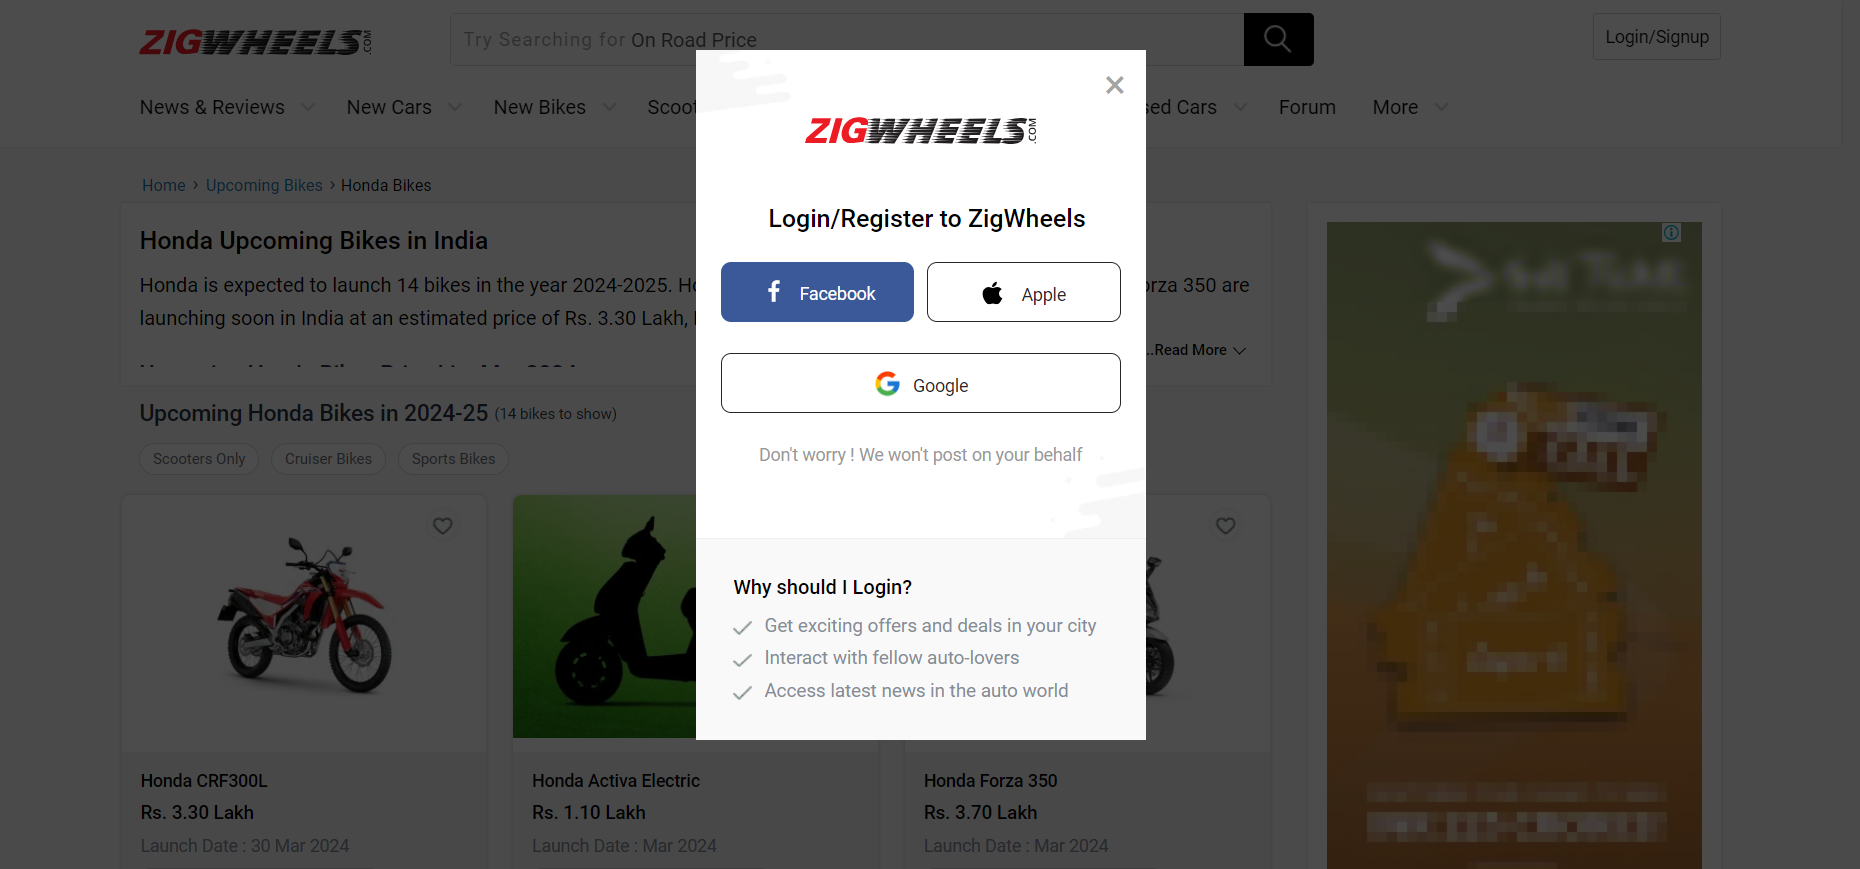 ZIGWHEELS.COM
Try Searching for On Road Price
Login/Signup
News & Reviews
New Cars
New Bikes
Scoot
sed Cars
Forum
More
Home › Upcoming Bikes › Honda Bikes
Honda Upcoming Bikes in India
Honda is expected to launch 14 bikes in the year 2024-2025.
orza 350 are
launching soon in India at an estimated price of Rs. 3.30 Lakh,
...Read More
Upcoming Honda Bikes in 2024-25 (14 bikes to show)
Scooters Only
Cruiser Bikes
Sports Bikes
Honda CRF300L
Rs. 3.30 Lakh
Launch Date : 30 Mar 2024
Honda Activa Electric
Rs. 1.10 Lakh
Launch Date : Mar 2024
Honda Forza 350
Rs. 3.70 Lakh
Launch Date : Mar 2024
ZIGWHEELS.COM
Login/Register to ZigWheels
Facebook
Apple
Google
Don't worry ! We won't post on your behalf
Why should I Login?
Get exciting offers and deals in your city
Interact with fellow auto-lovers
Access latest news in the auto world